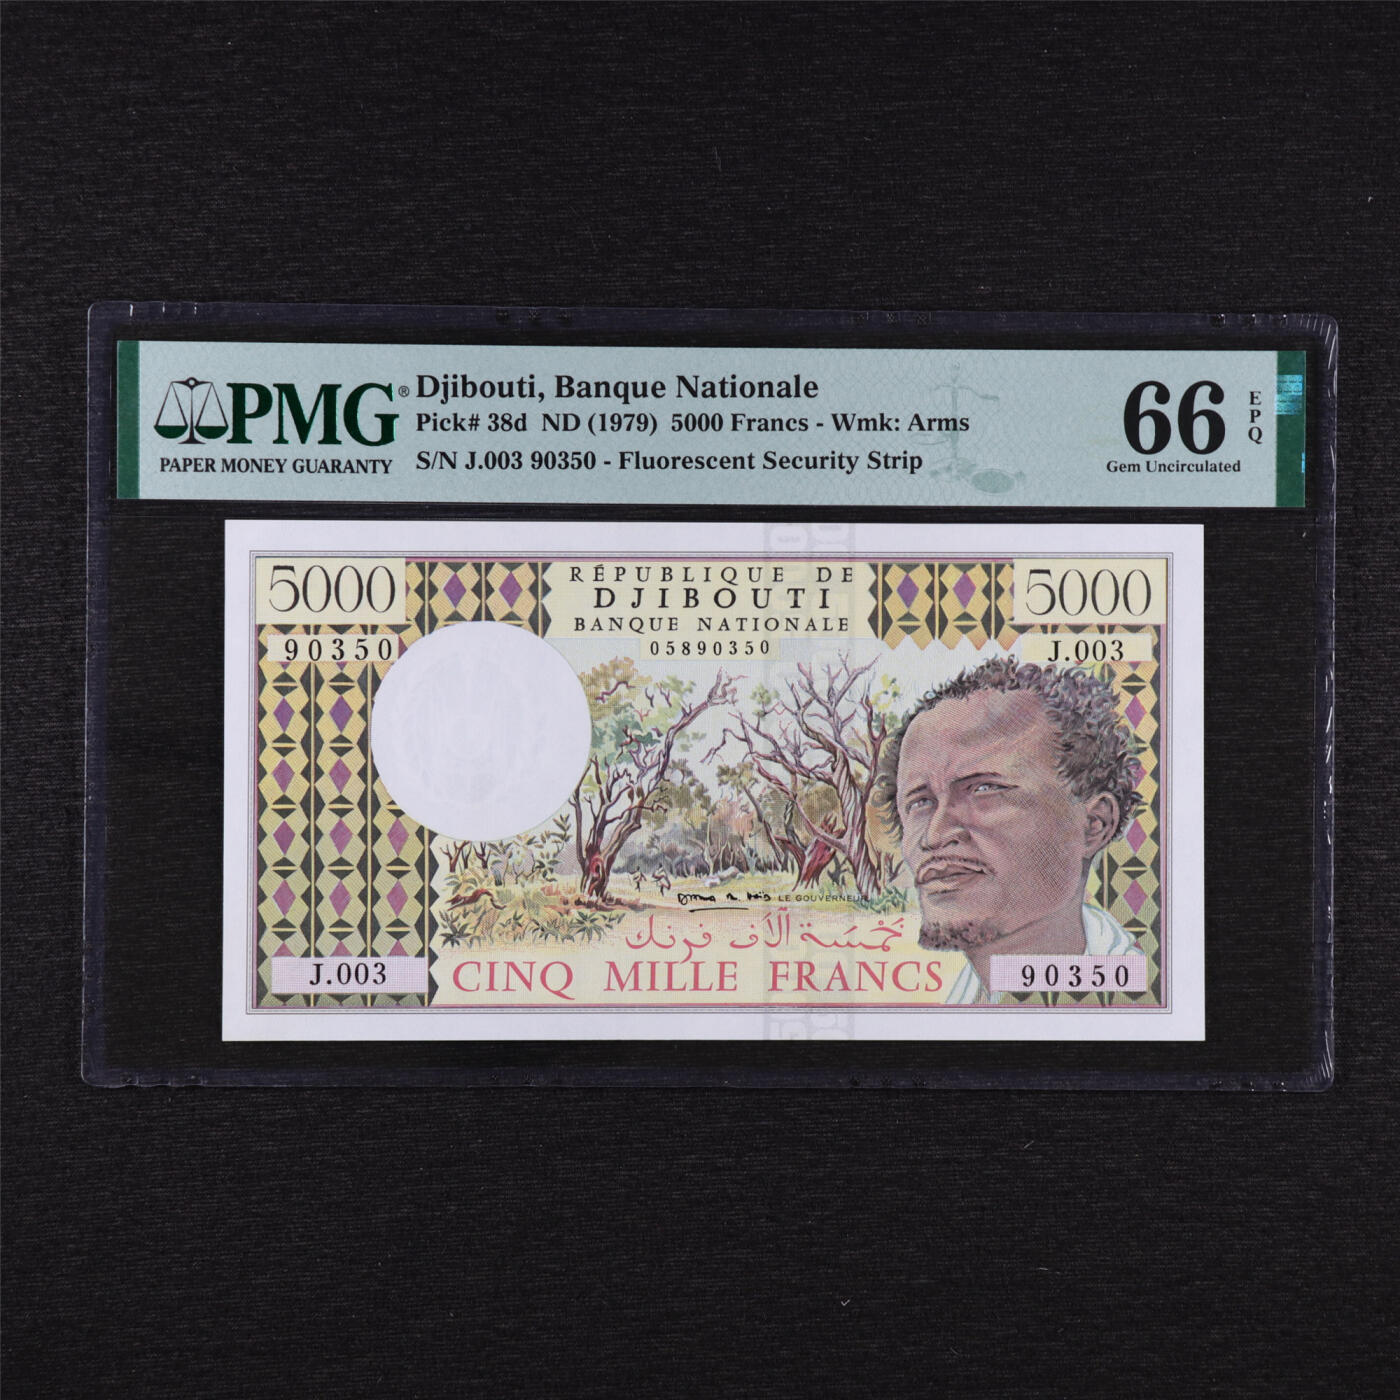 PMG®
PAPER MONEY GUARANTY
Djibouti, Banque Nationale
Pick# 38d ND (1979) 5000 Francs - Wmk: Arms
S/N J.003 90350 - Fluorescent Security Strip
66
EPQ
Gem Uncirculated
5000
RÉPUBLIQUE DE
DJIBOUTI
BANQUE NATIONALE
5000
90350
05890350
J.003
LE GOUVERNEUR
خمسة آلاف فرنك
CINQ MILLE FRANCS
J.003
90350